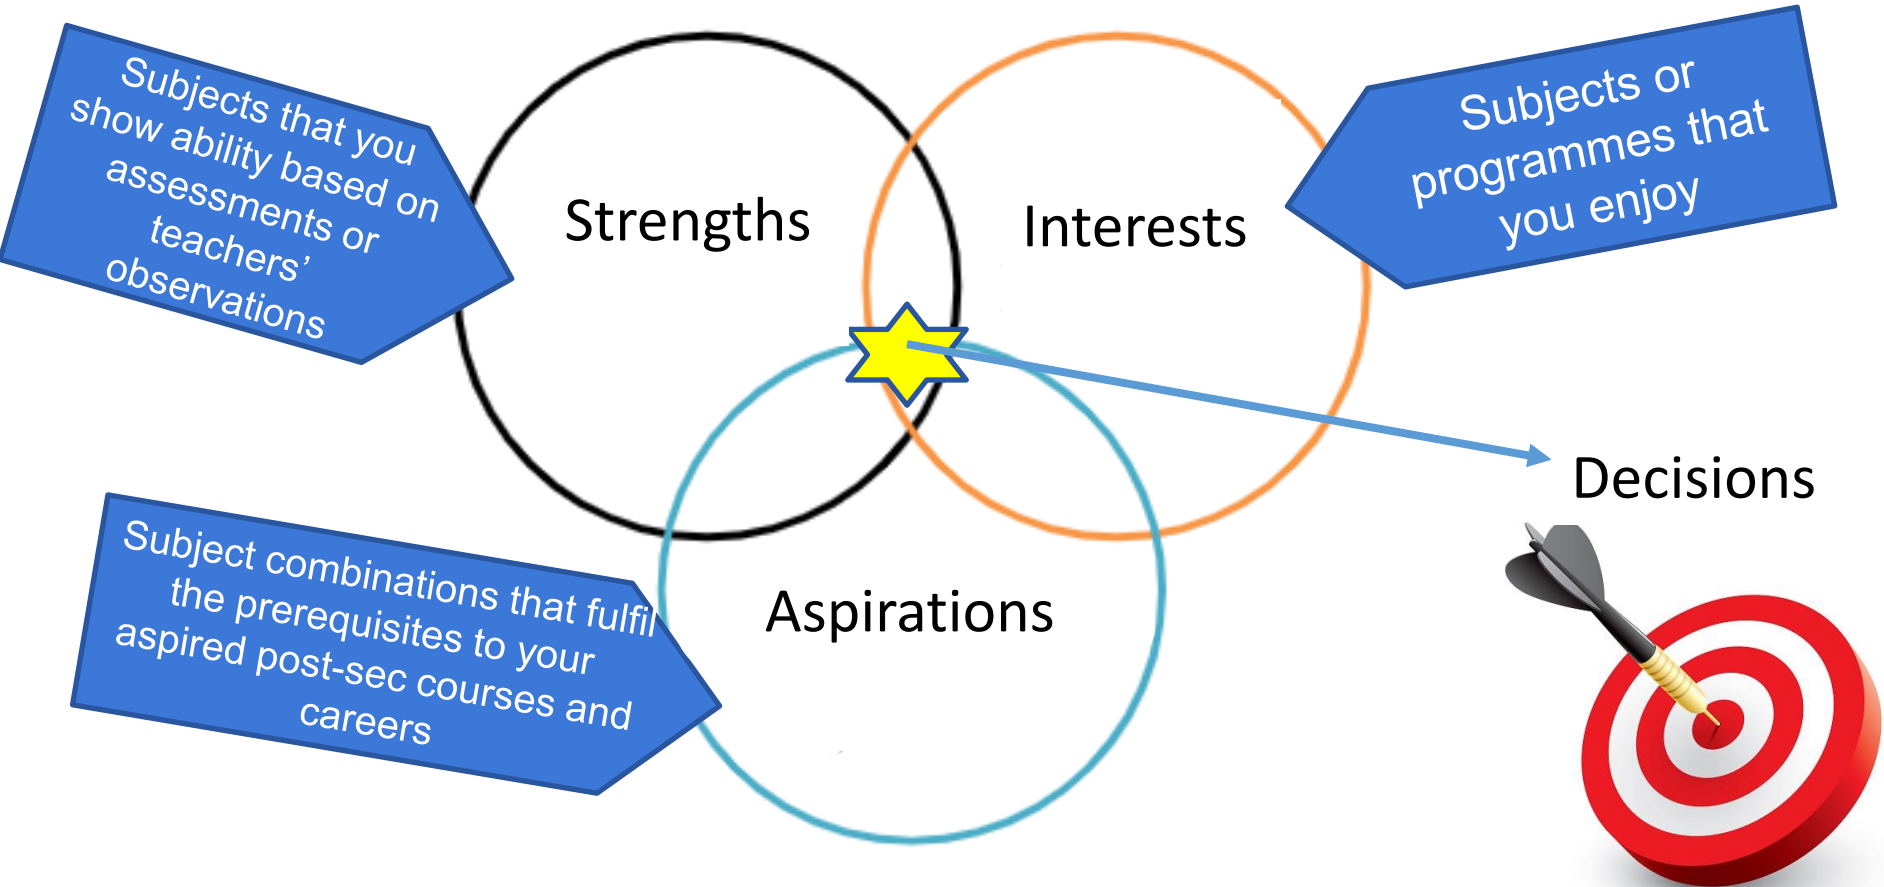 Subjects that you
show ability based on
assessments or
teachers’
observations
Strengths
Interests
Subjects or
programmes that
you enjoy
Decisions
Subject combinations that fulfil
the prerequisites to your
aspired post-sec courses and
careers
Aspirations